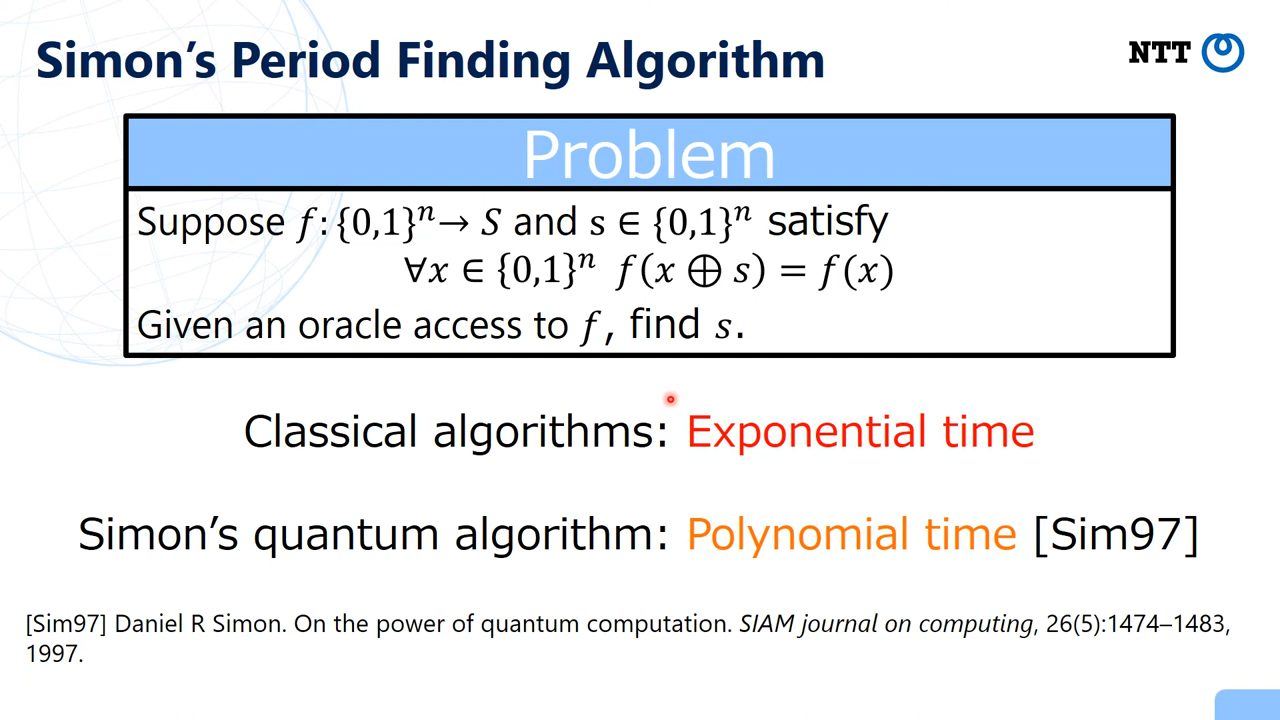 Simon’s Period Finding Algorithm
NTT
Problem
Suppose 𝑓: {0,1}ⁿ → 𝑆 and s ∈ {0,1}ⁿ satisfy
∀𝑥 ∈ {0,1}ⁿ 𝑓(𝑥 ⊕ 𝑠) = 𝑓(𝑥)
Given an oracle access to 𝑓, find 𝑠.
Classical algorithms: Exponential time
Simon’s quantum algorithm: Polynomial time [Sim97]
[Sim97] Daniel R Simon. On the power of quantum computation. SIAM journal on computing, 26(5):1474–1483,
1997.